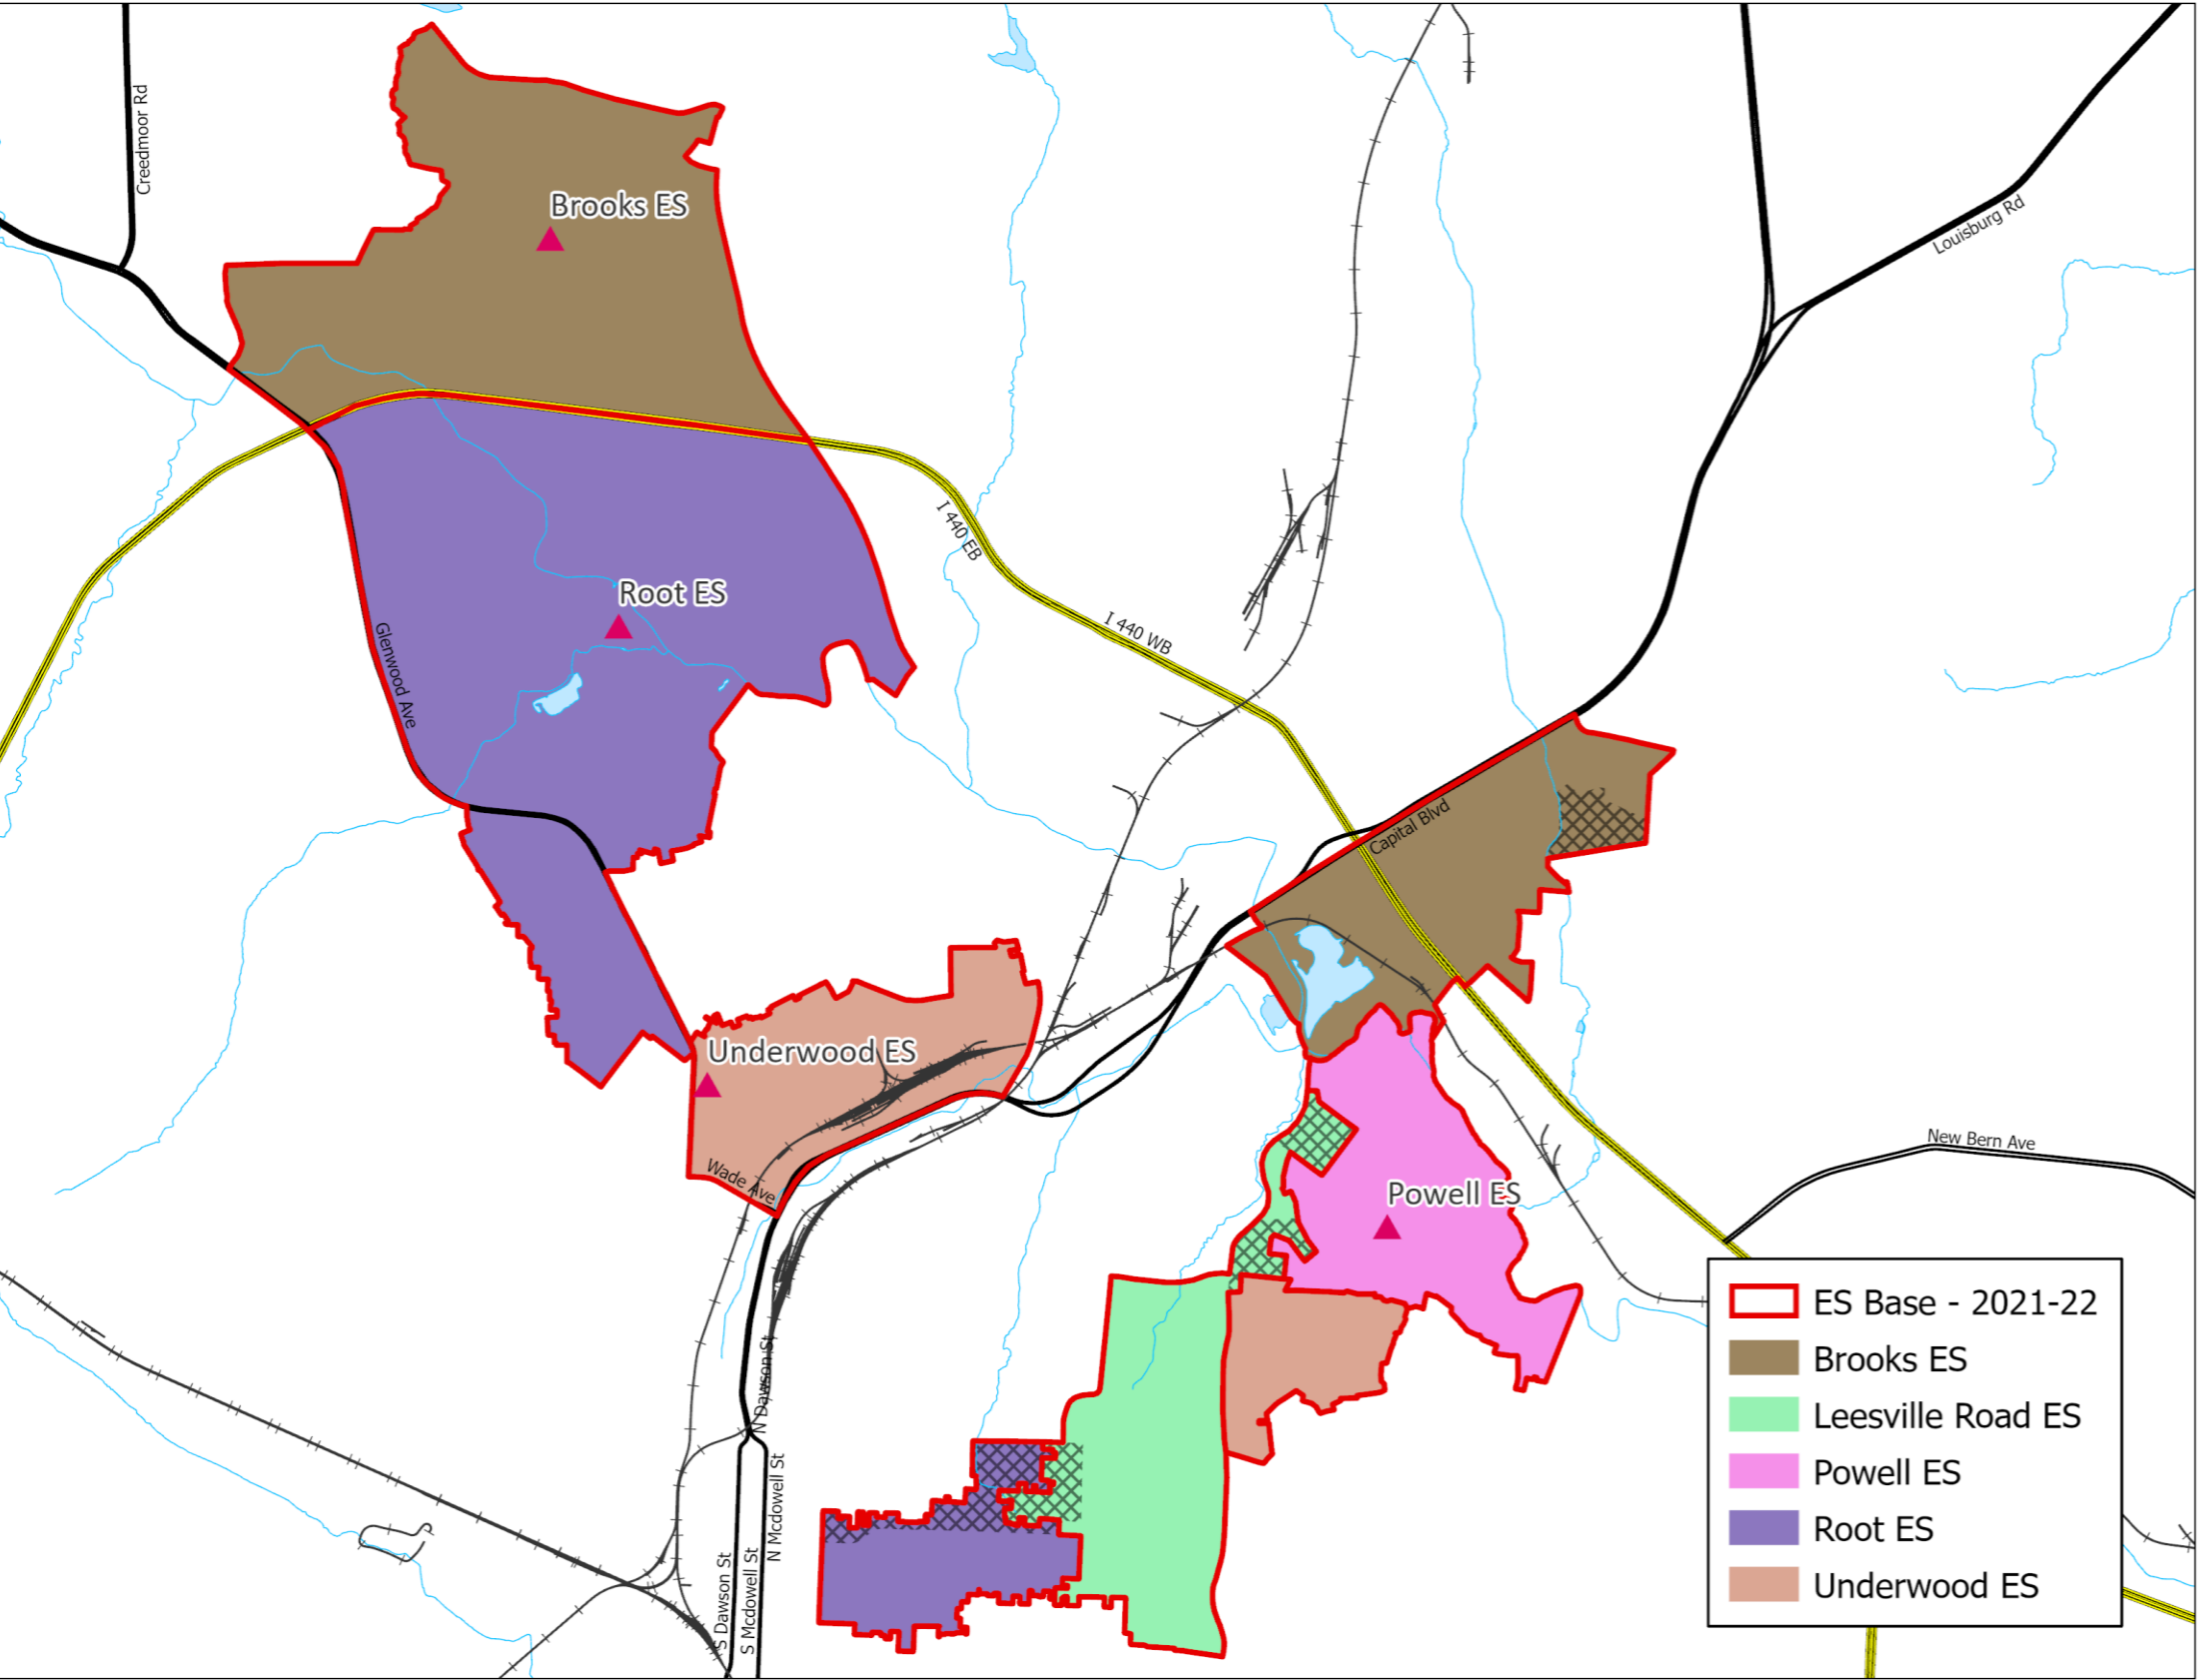 Creedmoor Rd
Brooks ES
Louisburg Rd
I 440 EB
Root ES
I 440 WB
Glenwood Ave
Capital Blvd
Underwood ES
Wade Ave
New Bern Ave
Powell ES
N Dawson St
N Mcdowell St
S Dawson St
S Mcdowell St
ES Base - 2021-22
Brooks ES
Leesville Road ES
Powell ES
Root ES
Underwood ES